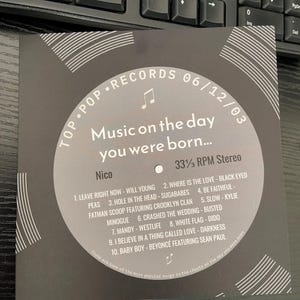 TOP•POP•RECORDS 06/12/03
Music on the day
you were born...
Nico 33⅓ RPM Stereo
1. LEAVE RIGHT NOW - WILL YOUNG 2. WHERE IS THE LOVE - BLACK EYED
PEAS 3. HOLE IN THE HEAD - SUGABABES 4. BE FAITHFUL -
FATMAN SCOOP FEATURING CROOKLYN CLAN 5. SLOW - KYLIE
MINOGUE 6. CRASHED THE WEDDING - BUSTED
7. MANDY - WESTLIFE 8. WHITE FLAG - DIDO
9. I BELIEVE IN A THING CALLED LOVE - DARKNESS
10. BABY BOY - BEYONCÉ FEATURING SEAN PAUL